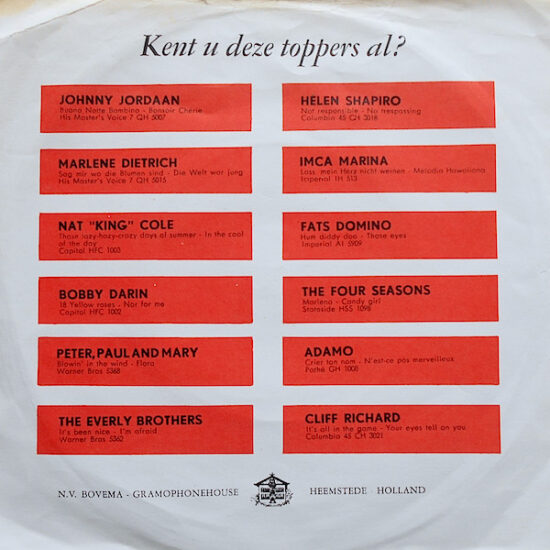 Kent u deze toppers al?
JOHNNY JORDAAN
Buona Notte Bambino - Bonsoir Cherie
His Master's Voice 7 QH 5007
MARLENE DIETRICH
Sag mir wo die Blumen sind - Die Welt war jung
His Master's Voice 7 QH 5015
NAT "KING" COLE
Those lazy-hazy-crazy days of summer - In the cool
of the day
Capitol HFC 1003
BOBBY DARIN
18 Yellow roses - Not for me
Capitol HFC 1002
PETER, PAUL AND MARY
Blowin' in the wind - Flora
Warner Bros 5368
THE EVERLY BROTHERS
It's been nice - I'm afraid
Warner Bros 5362
HELEN SHAPIRO
Not responsible - No trespassing
Columbia 45 CH 3018
IMCA MARINA
Lass mein Herz nicht weinen - Melodia Hawaiiana
Imperial IH 513
FATS DOMINO
Hum diddy doo - Those eyes
Imperial AI 5909
THE FOUR SEASONS
Marlena - Candy girl
Stateside HSS 1098
ADAMO
Crier ton nom - N'est-ce pas merveilleux
Pathé GH 1008
CLIFF RICHARD
It's all in the game - Your eyes tell on you
Columbia 45 CH 3021
N.V. BOVEMA - GRAMOPHONEHOUSE HEEMSTEDE HOLLAND